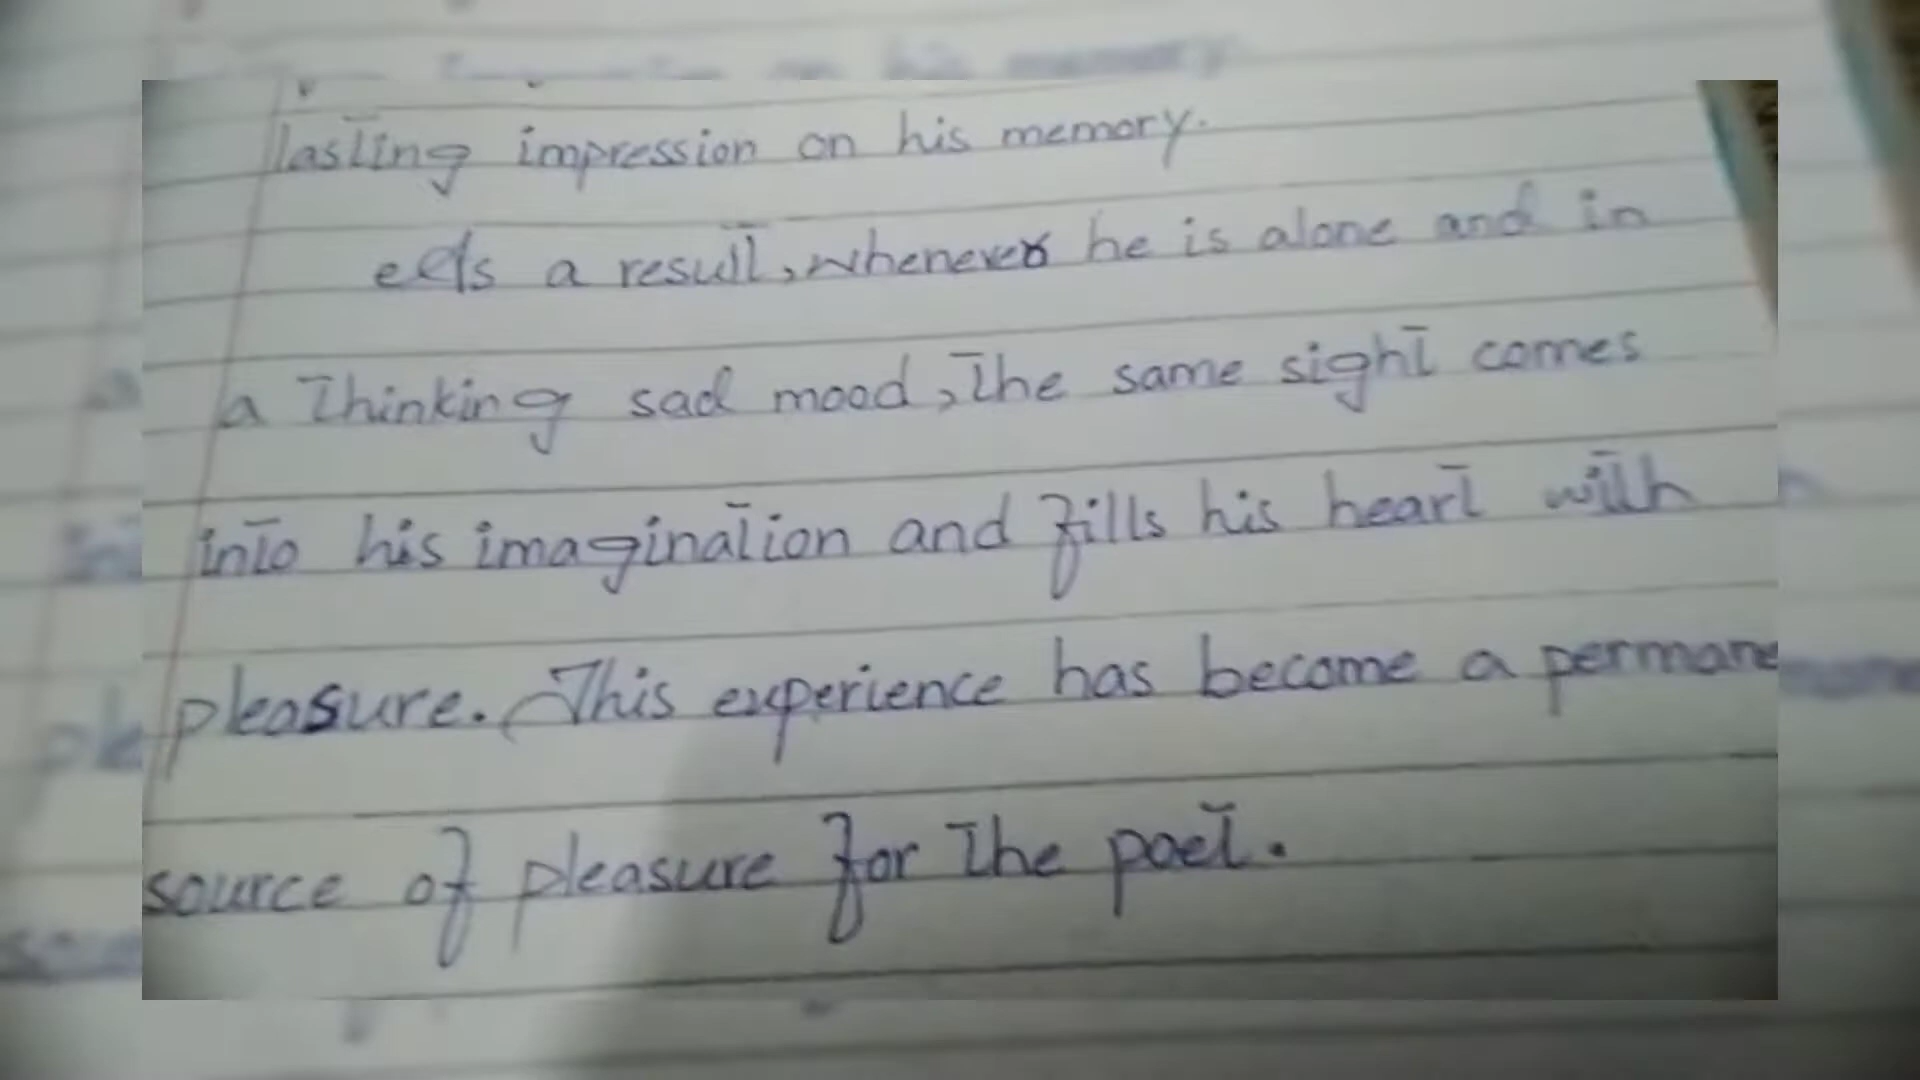 lasting impression on his memory.
As a result, whenever he is alone and in
a thinking sad mood, the same sight comes
into his imagination and fills his heart with
pleasure. This experience has become a permane
source of pleasure for the poet.